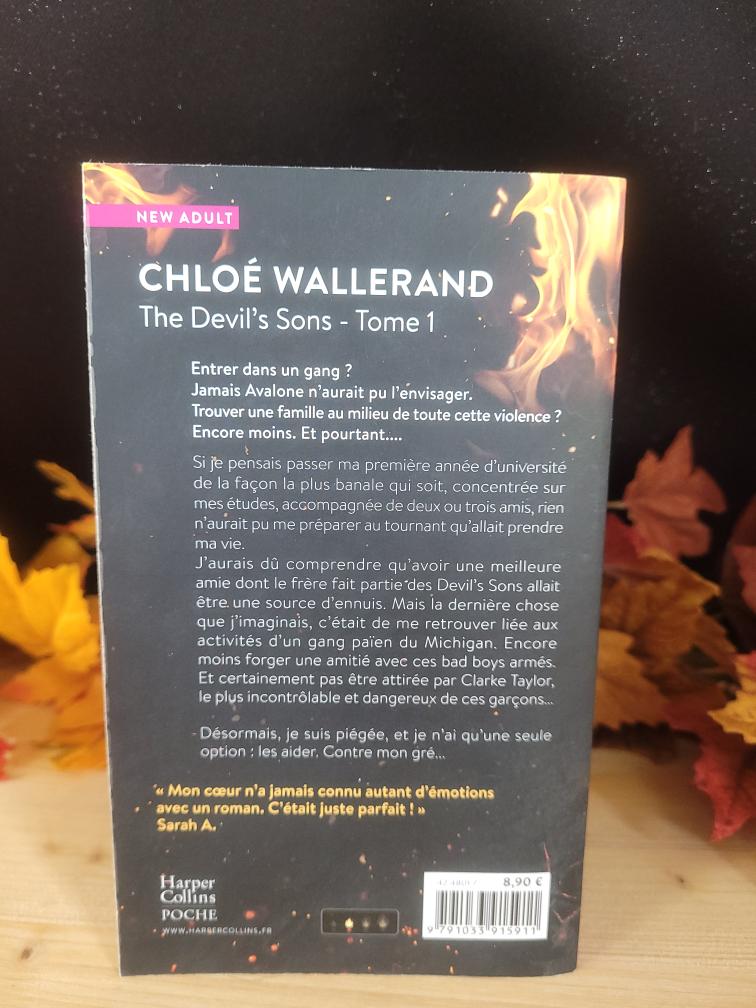 NEW ADULT
CHLOÉ WALLERAND
The Devil's Sons - Tome 1
Entrer dans un gang ?
Jamais Avalone n'aurait pu l'envisager.
Trouver une famille au milieu de toute cette violence ?
Encore moins. Et pourtant....
Si je pensais passer ma première année d'université
de la façon la plus banale qui soit, concentrée sur
mes études, accompagnée de deux ou trois amis, rien
n'aurait pu me préparer au tournant qu'allait prendre
ma vie.
J'aurais dû comprendre qu'avoir une meilleure
amie dont le frère fait partie des Devil's Sons allait
être une source d'ennuis. Mais la dernière chose
que j'imaginais, c'était de me retrouver liée aux
activités d'un gang païen du Michigan. Encore
moins forger une amitié avec ces bad boys armés.
Et certainement pas être attirée par Clarke Taylor,
le plus incontrôlable et dangereux de ces garçons...
Désormais, je suis piégée, et je n'ai qu'une seule
option : les aider. Contre mon gré...
« Mon cœur n'a jamais connu autant d'émotions
avec un roman. C'était juste parfait ! »
Sarah A.
Harper
Collins
POCHE
WWW.HARPERCOLLINS.FR
8,90 €
9 791033 915911